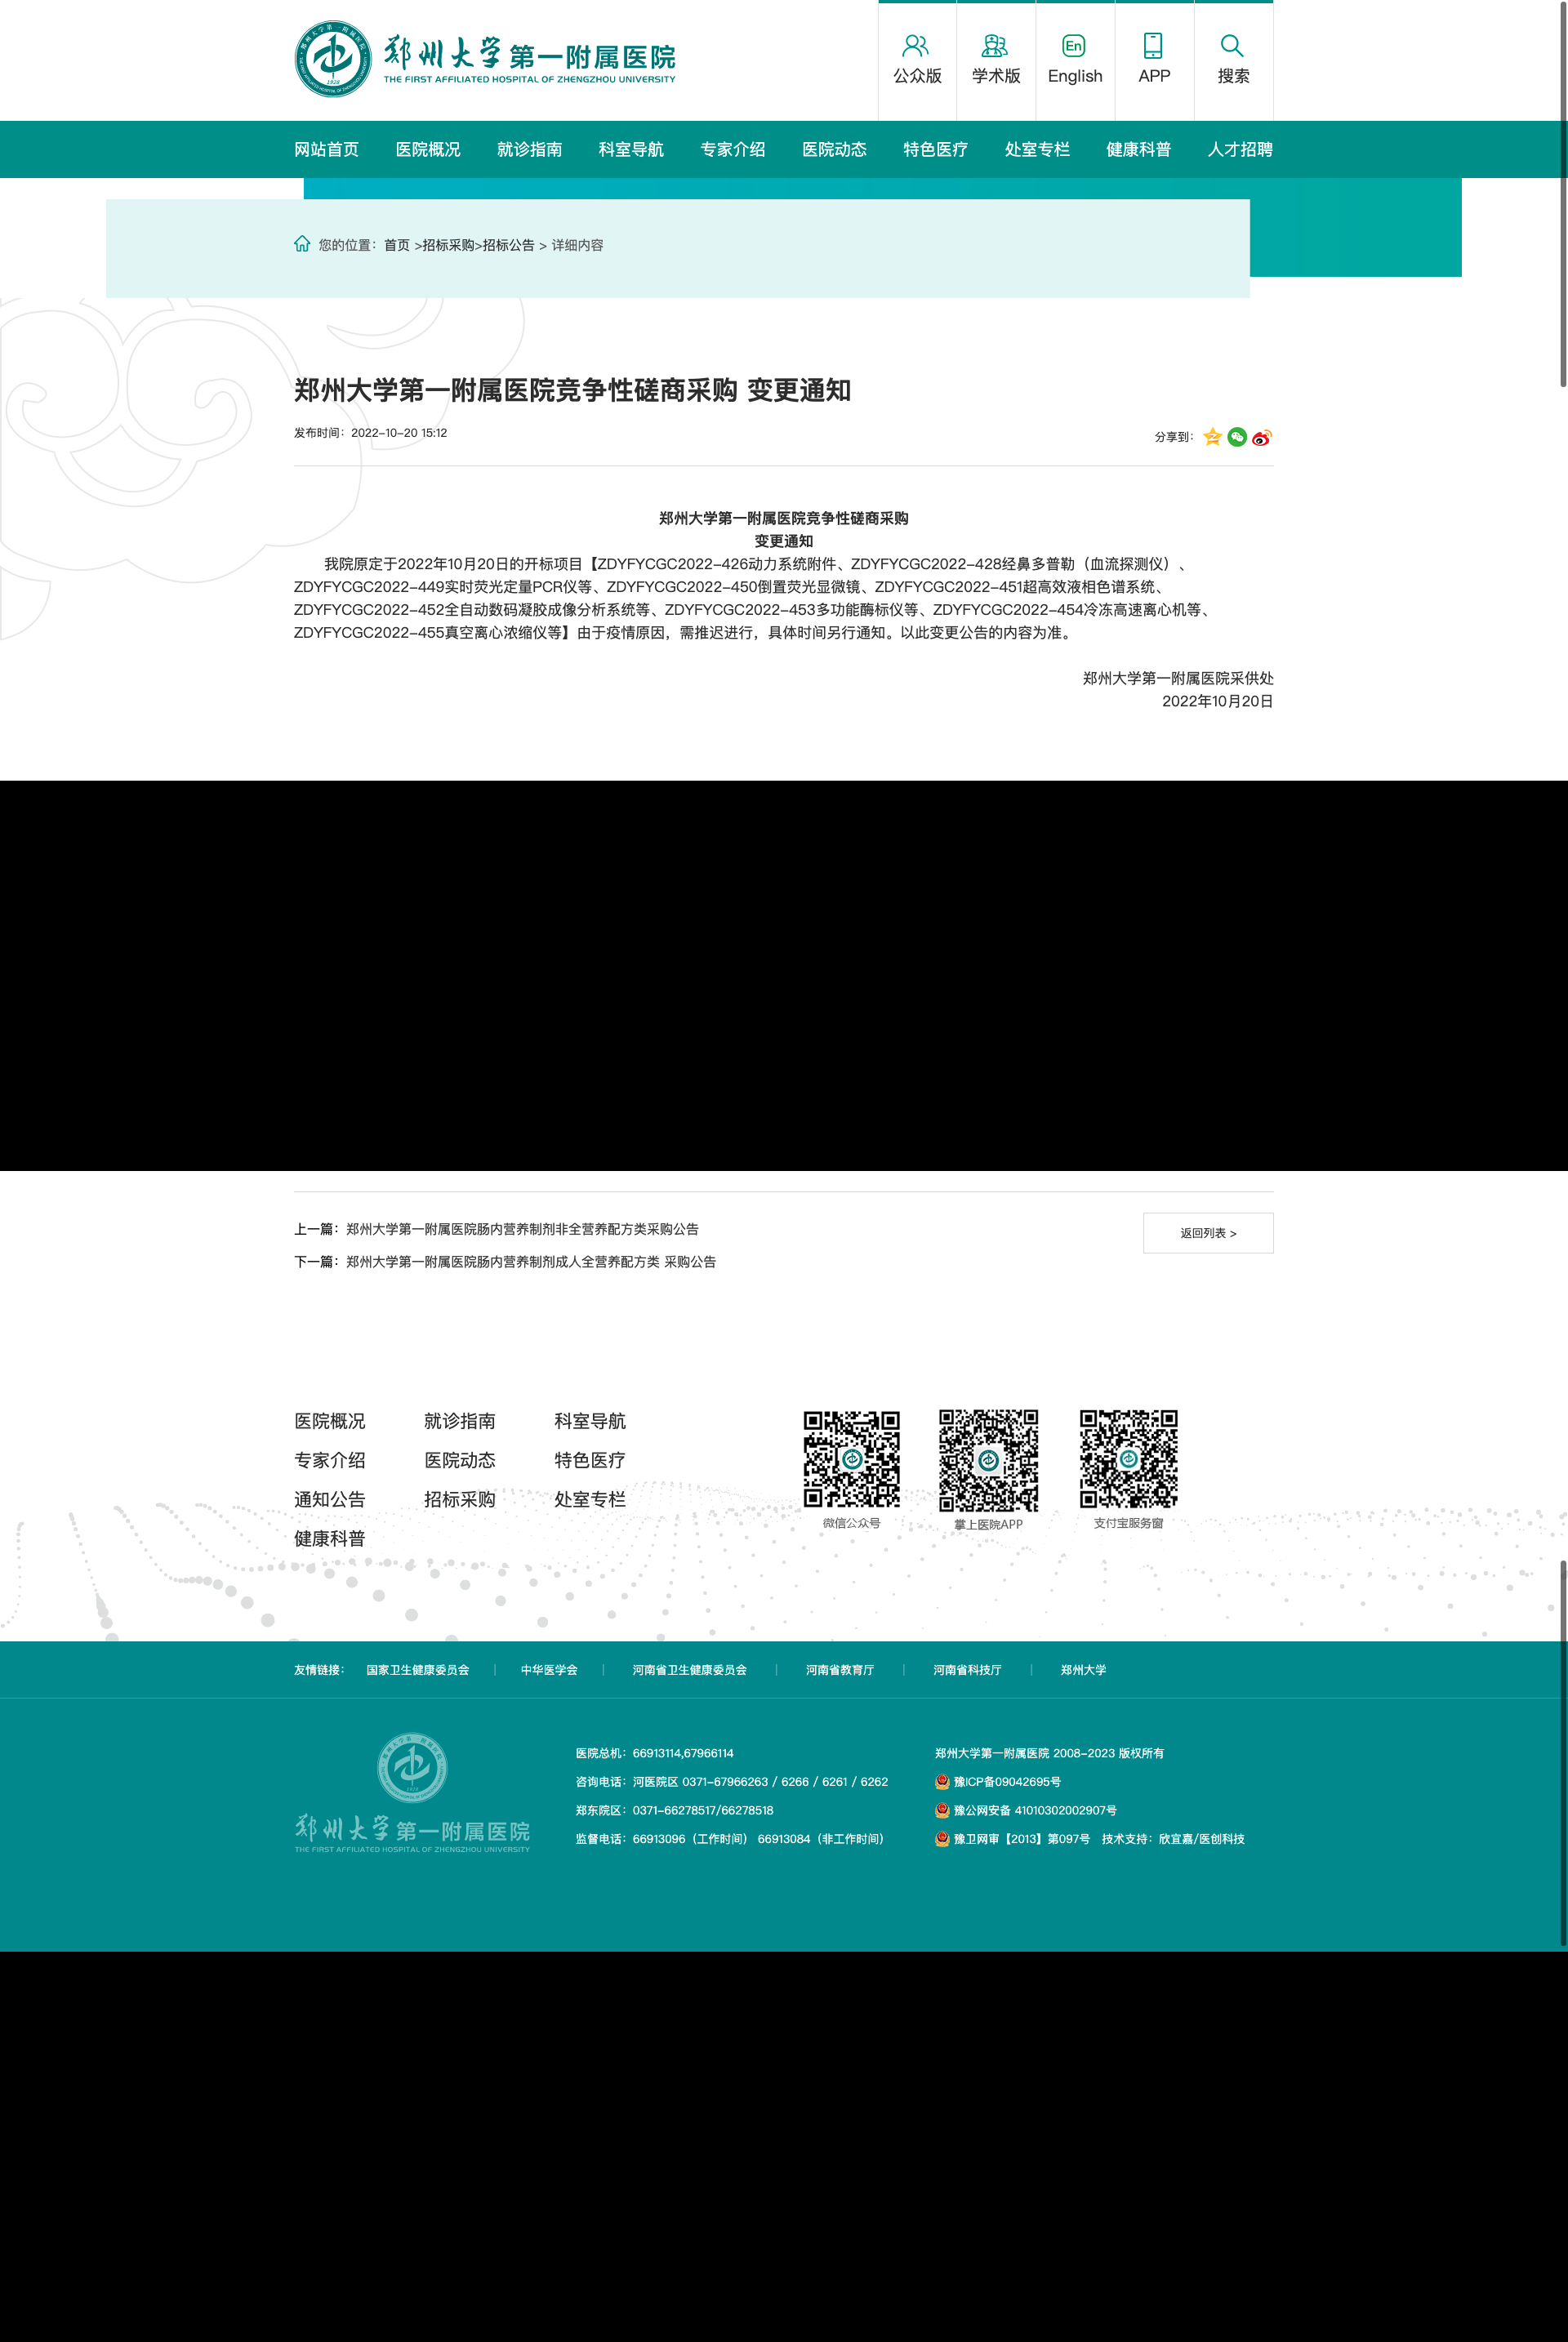 郑州大学第一附属医院
THE FIRST AFFILIATED HOSPITAL OF ZHENGZHOU UNIVERSITY
公众版
学术版
En
English
APP
搜索
网站首页 医院概况 就诊指南 科室导航 专家介绍 医院动态 特色医疗 处室专栏 健康科普 人才招聘
您的位置：首页 >招标采购>招标公告 > 详细内容
郑州大学第一附属医院竞争性磋商采购 变更通知
发布时间：2022-10-20 15:12
分享到：
郑州大学第一附属医院竞争性磋商采购
变更通知
我院原定于2022年10月20日的开标项目【ZDYFYCGC2022-426动力系统附件、ZDYFYCGC2022-428经鼻多普勒（血流探测仪）、
ZDYFYCGC2022-449实时荧光定量PCR仪等、ZDYFYCGC2022-450倒置荧光显微镜、ZDYFYCGC2022-451超高效液相色谱系统、
ZDYFYCGC2022-452全自动数码凝胶成像分析系统等、ZDYFYCGC2022-453多功能酶标仪等、ZDYFYCGC2022-454冷冻高速离心机等、
ZDYFYCGC2022-455真空离心浓缩仪等】由于疫情原因，需推迟进行，具体时间另行通知。以此变更公告的内容为准。
郑州大学第一附属医院采供处
2022年10月20日
上一篇：郑州大学第一附属医院肠内营养制剂非全营养配方类采购公告
返回列表 >
下一篇：郑州大学第一附属医院肠内营养制剂成人全营养配方类 采购公告
医院概况 就诊指南 科室导航
专家介绍 医院动态 特色医疗
通知公告 招标采购 处室专栏
健康科普
微信公众号
掌上医院APP
支付宝服务窗
友情链接： 国家卫生健康委员会 | 中华医学会 | 河南省卫生健康委员会 | 河南省教育厅 | 河南省科技厅 | 郑州大学
郑州大学第一附属医院
THE FIRST AFFILIATED HOSPITAL OF ZHENGZHOU UNIVERSITY
医院总机：66913114,67966114
咨询电话：河医院区 0371-67966263 / 6266 / 6261 / 6262
郑东院区：0371-66278517/66278518
监督电话：66913096（工作时间） 66913084（非工作时间）
郑州大学第一附属医院 2008-2023 版权所有
豫ICP备09042695号
豫公网安备 41010302002907号
豫卫网审【2013】第097号 技术支持：欣宜嘉/医创科技